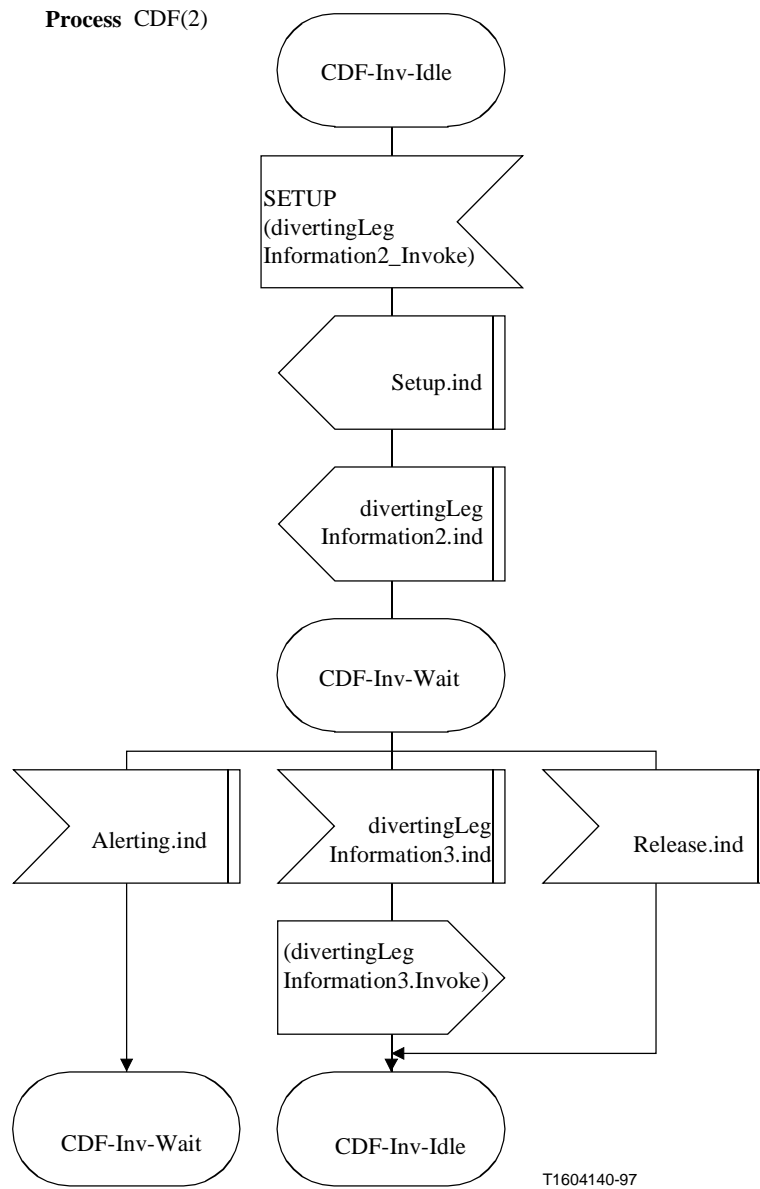 Process CDF(2)
CDF-Inv-Idle
SETUP
(divertingLeg
Information2_Invoke)
Setup.ind
divertingLeg
Information2.ind
CDF-Inv-Wait
Alerting.ind
divertingLeg
Information3.ind
Release.ind
(divertingLeg
Information3.Invoke)
CDF-Inv-Wait
CDF-Inv-Idle
T1604140-97